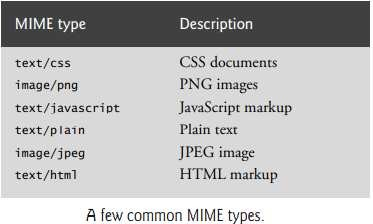 MIME type Description
text/css CSS documents
image/png PNG images
text/javascript JavaScript markup
text/plain Plain text
image/jpeg JPEG image
text/html HTML markup
A few common MIME types.